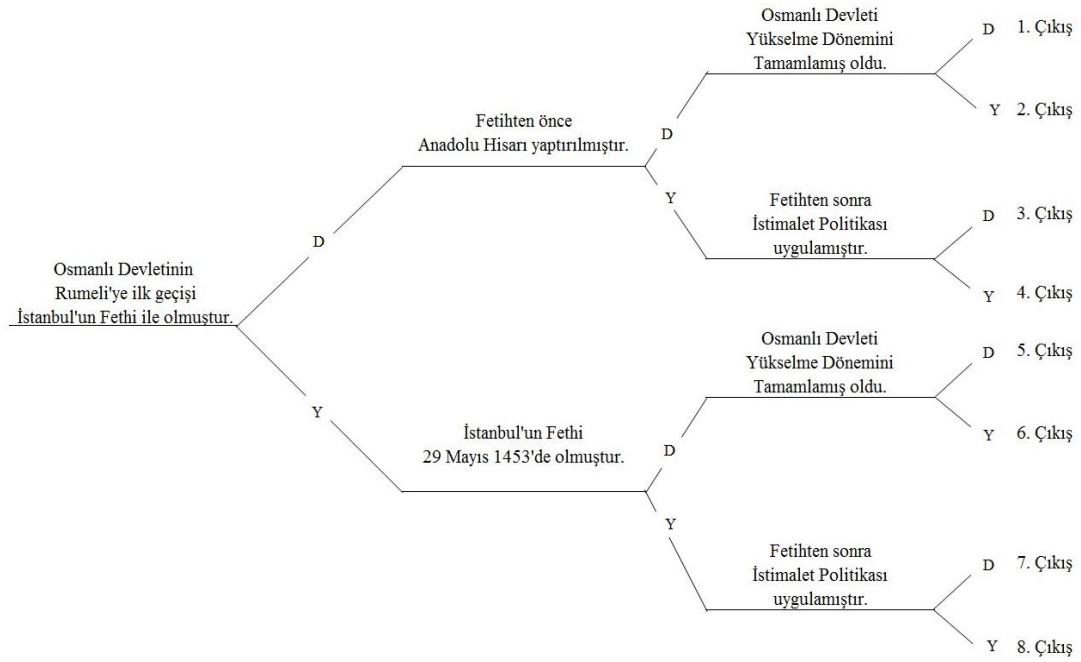 Osmanlı Devletinin
Rumeli'ye ilk geçişi
İstanbul'un Fethi ile olmuştur.
D
Y
Fetihten önce
Anadolu Hisarı yaptırılmıştır.
D
Y
Osmanlı Devleti
Yükselme Dönemini
Tamamlamış oldu.
D 1. Çıkış
Y 2. Çıkış
Fetihten sonra
İstimalet Politikası
uygulamıştır.
D 3. Çıkış
Y 4. Çıkış
İstanbul'un Fethi
29 Mayıs 1453'de olmuştur.
D
Y
Osmanlı Devleti
Yükselme Dönemini
Tamamlamış oldu.
D 5. Çıkış
Y 6. Çıkış
Fetihten sonra
İstimalet Politikası
uygulamıştır.
D 7. Çıkış
Y 8. Çıkış